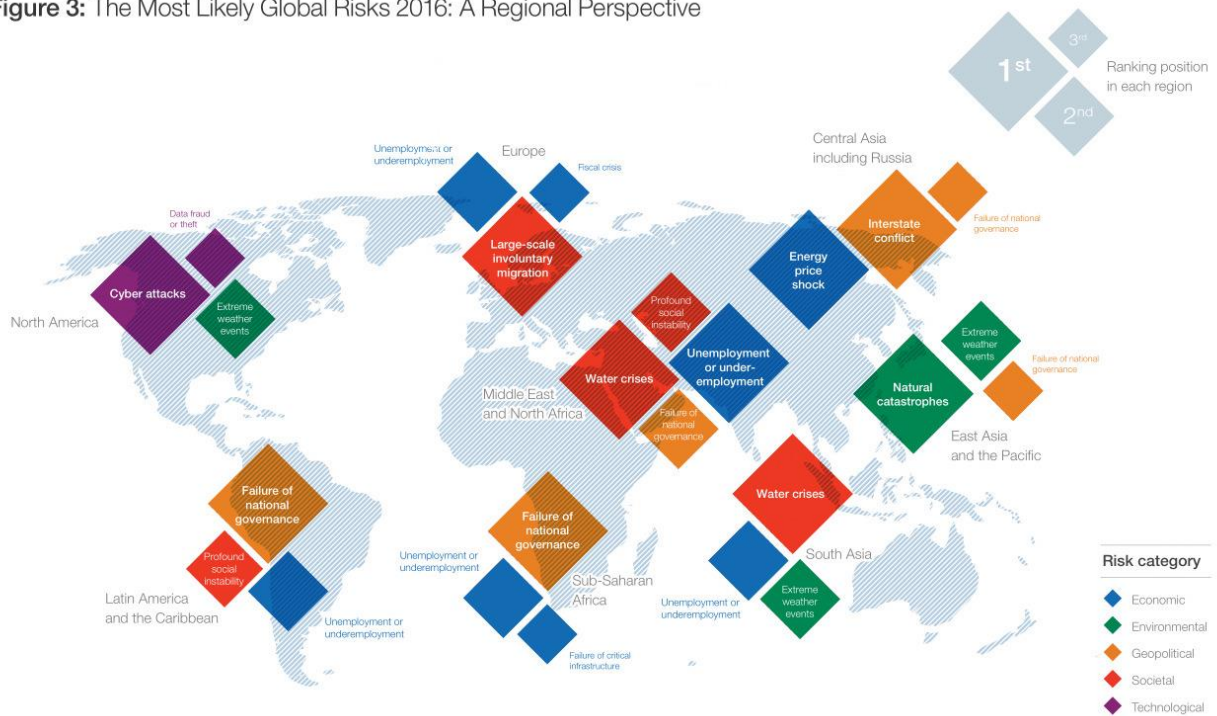 Figure 3: The Most Likely Global Risks 2016: A Regional Perspective
1st
3rd
2nd
Ranking position
in each region
Central Asia
including Russia
Europe
Unemployment or
underemployment
Fiscal crisis
Data fraud
or theft
Interstate
conflict
Failure of national
governance
Large-scale
involuntary
migration
Energy
price
shock
Cyber attacks
North America
Extreme
weather
events
Profound
social
instability
Unemployment
or under-
employment
Water crises
Middle East
and North Africa
Failure of
national
governance
Extreme
weather
events
Failure of national
governance
Natural
catastrophes
East Asia
and the Pacific
Failure of
national
governance
Profound
social
instability
Latin America
and the Caribbean
Unemployment or
underemployment
Failure of
national
governance
Unemployment or
underemployment
Sub-Saharan
Africa
Failure of critical
infrastructure
Water crises
South Asia
Unemployment or
underemployment
Extreme
weather
events
Risk category
Economic
Environmental
Geopolitical
Societal
Technological